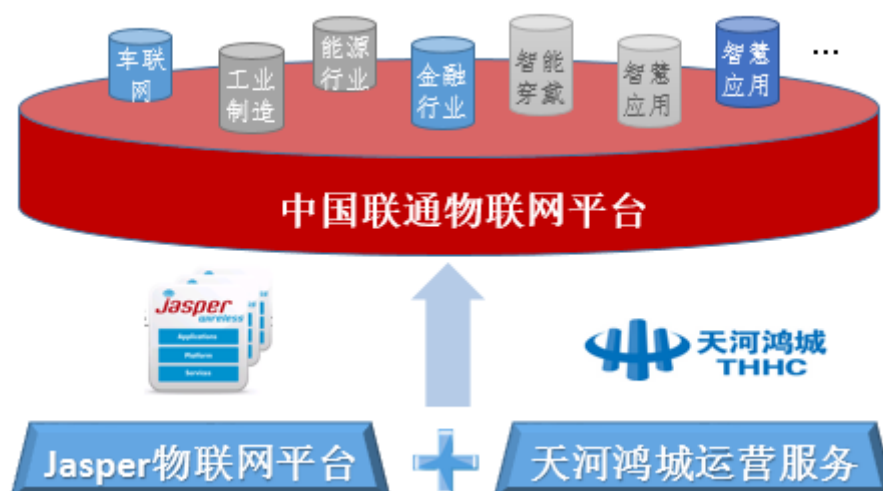 车联
网
工业
制造
能源
行业
金融
行业
智能
穿戴
智慧
应用
智慧
应用
...
中国联通物联网平台
Jasper
wireless
Applications
Platform
Services
天河鸿城
THHC
Jasper物联网平台
天河鸿城运营服务